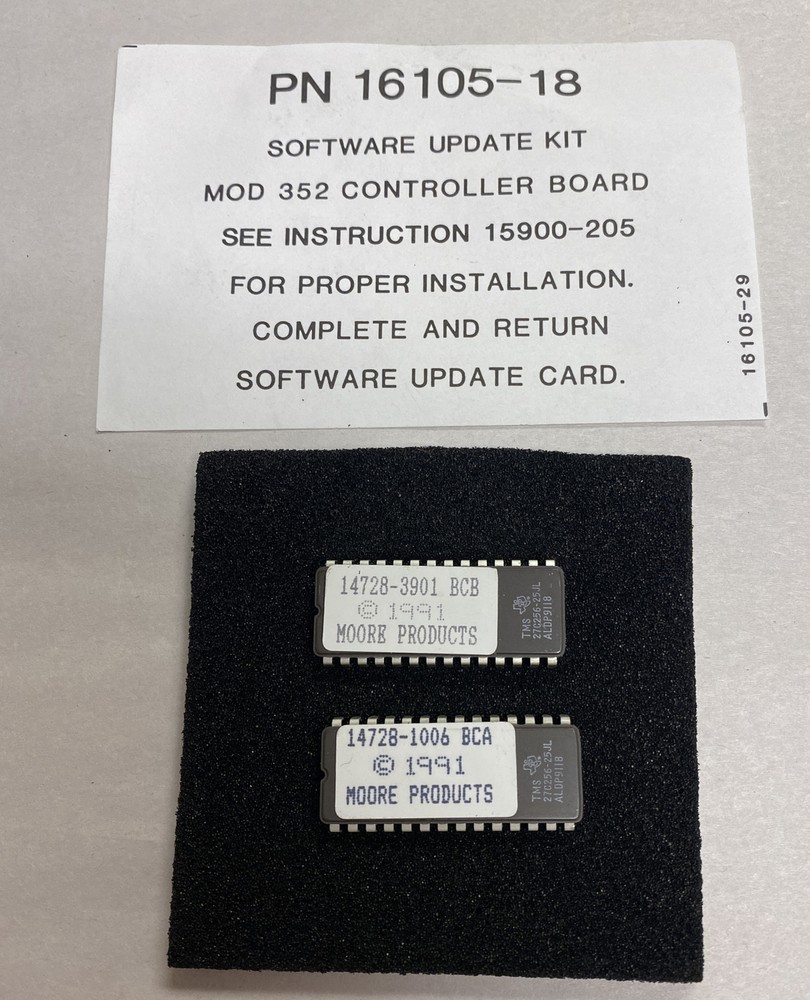 PN 16105-18
SOFTWARE UPDATE KIT
MOD 352 CONTROLLER BOARD
SEE INSTRUCTION 15900-205
FOR PROPER INSTALLATION.
COMPLETE AND RETURN
SOFTWARE UPDATE CARD.
16105-29
14728-3901 BCB
© 1991
MOORE PRODUCTS
TMS
27C256-25JL
ALDP9118
14728-1006 BCA
© 1991
MOORE PRODUCTS
TMS
27C256-25JL
ALDP9118